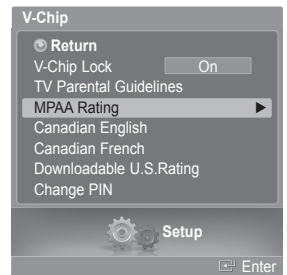 V-Chip
Return
V-Chip Lock On
TV Parental Guidelines
MPAA Rating
Canadian English
Canadian French
Downloadable U.S.Rating
Change PIN
Setup
Enter